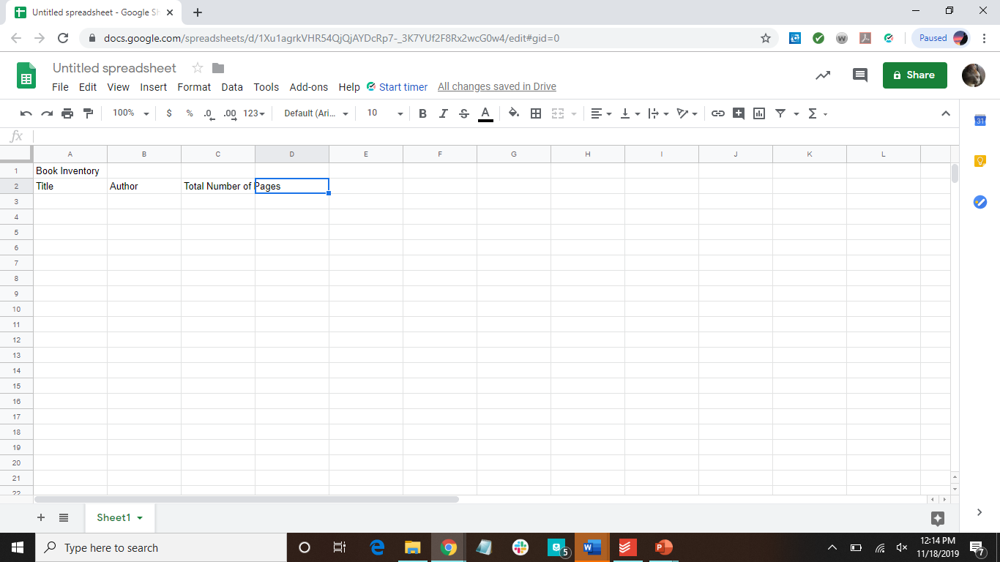 Untitled spreadsheet - Google Sh
docs.google.com/spreadsheets/d/1Xu1agrkVHR54QjQjAYDcRp7-_3K7YUf2F8Rx2wcG0w4/edit#gid=0
Paused
Untitled spreadsheet
File Edit View Insert Format Data Tools Add-ons Help Start timer All changes saved in Drive
Share
100% $ % .0 .00 123 Default (Ari... 10 B I S A
31
fx
A B C D E F G H I J K L
1 Book Inventory
2 Title Author Total Number of Pages
3
4
5
6
7
8
9
10
11
12
13
14
15
16
17
18
19
20
21
22
Sheet1
Type here to search
5
12:14 PM
11/18/2019
7